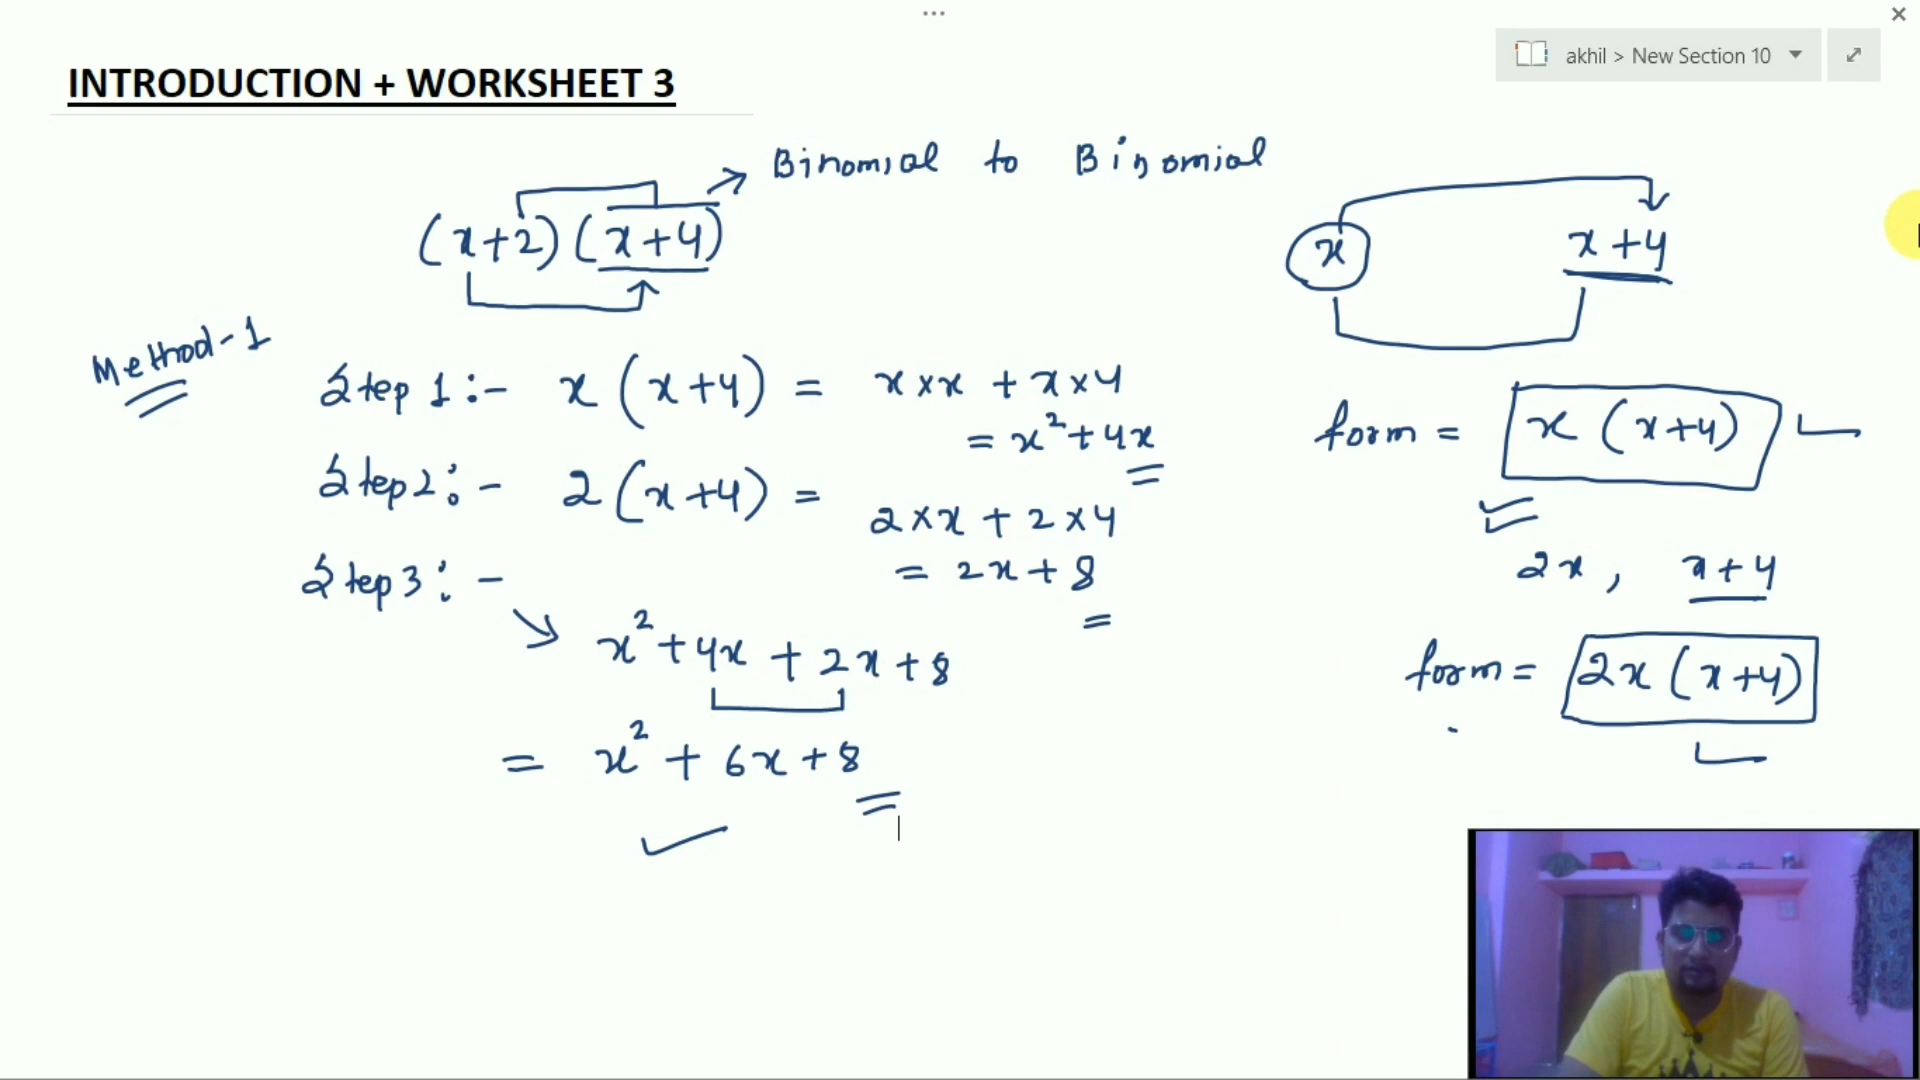 ...
akhil > New Section 10
INTRODUCTION + WORKSHEET 3
Binomial to Binomial
(x+2)(x+4)
x x+4
Method-1
Step 1:- x(x+4) = x×x + x×4
= x²+4x
form = x(x+4)
Step2:- 2(x+4) =
2×x + 2×4
= 2x+8
2x, x+4
Step3:-
x²+4x+2x+8
form = 2x(x+4)
= x²+6x+8